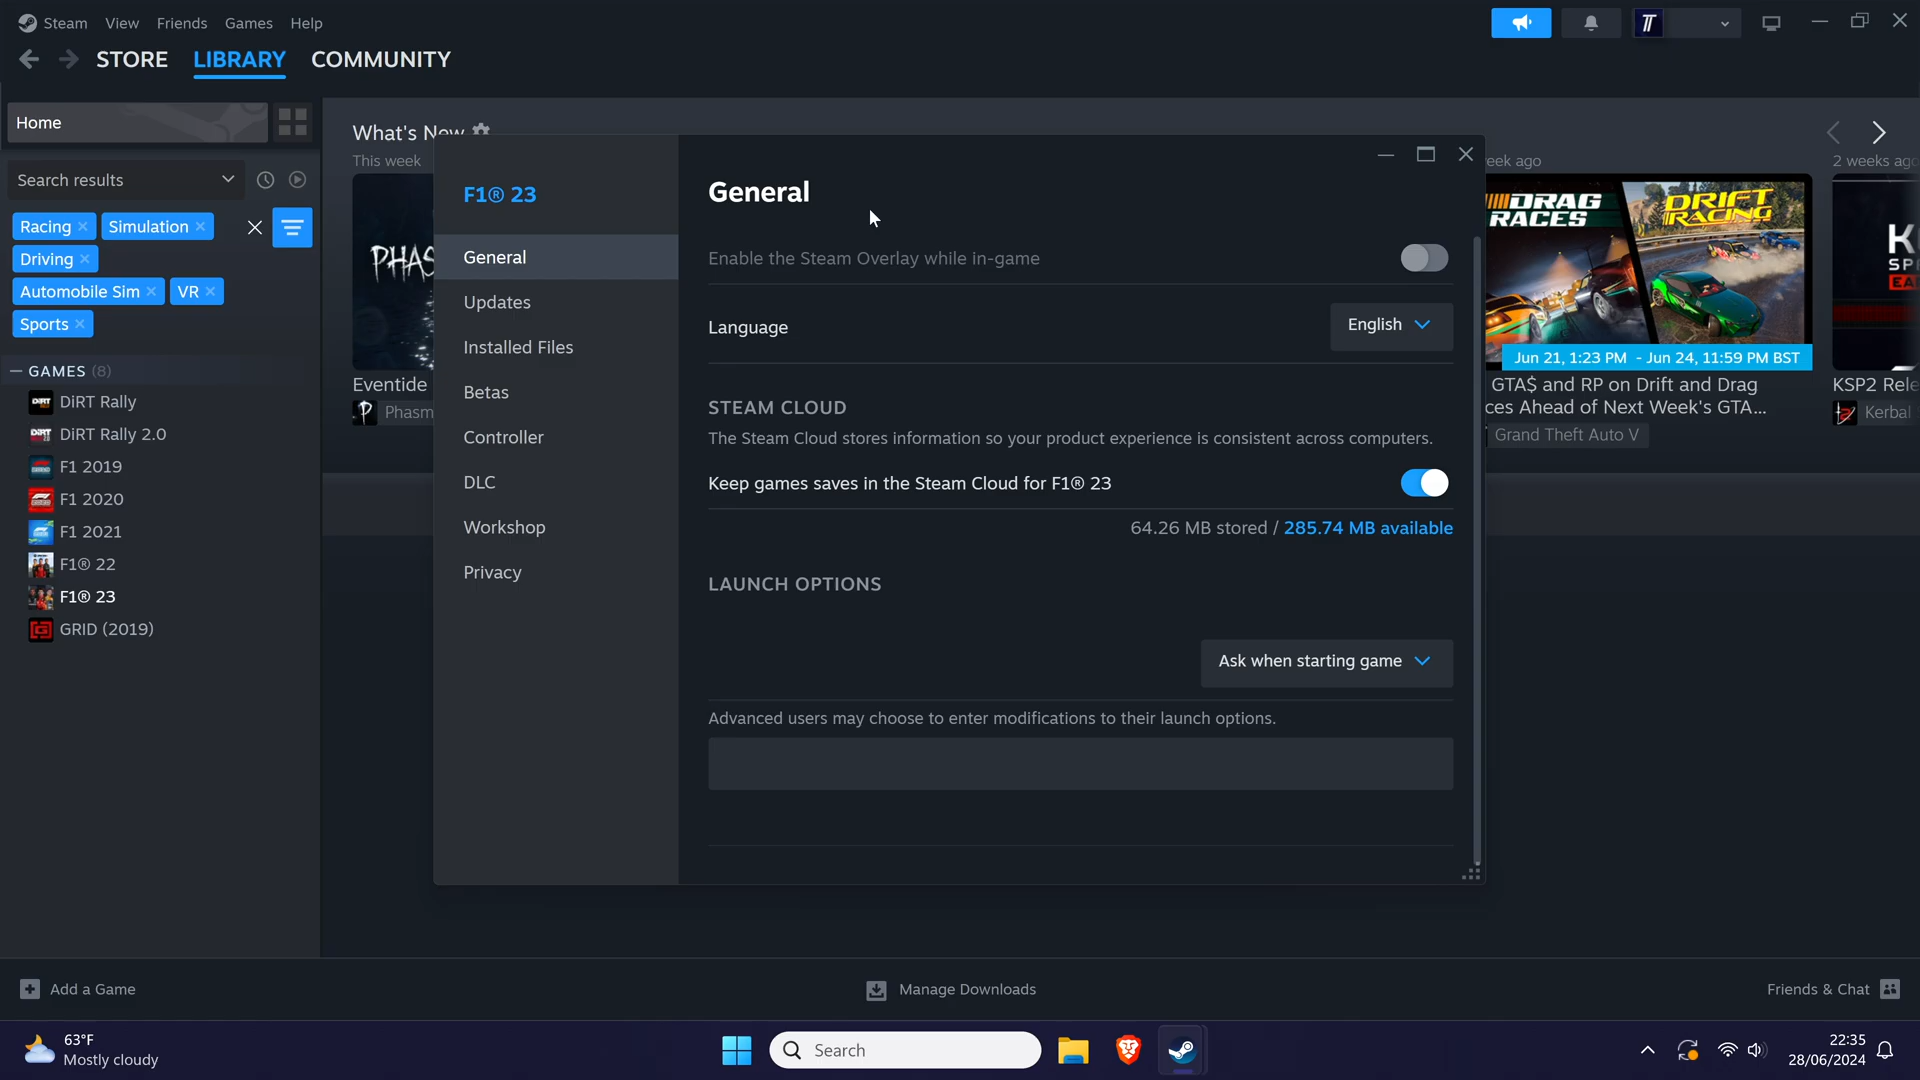 Steam View Friends Games Help
STORE LIBRARY COMMUNITY
Home
Search results
Racing × Simulation ×
Driving ×
Automobile Sim × VR ×
Sports ×
— GAMES (8)
DiRT Rally
DiRT Rally 2.0
F1 2019
F1 2020
F1 2021
F1® 22
F1® 23
GRID (2019)
What's New
This week
PHAS
Eventide
Phasm
F1® 23
General
Updates
Installed Files
Betas
Controller
DLC
Workshop
Privacy
General
Enable the Steam Overlay while in-game
Language
English
STEAM CLOUD
The Steam Cloud stores information so your product experience is consistent across computers.
Keep games saves in the Steam Cloud for F1® 23
64.26 MB stored / 285.74 MB available
LAUNCH OPTIONS
Ask when starting game
Advanced users may choose to enter modifications to their launch options.
eek ago
DRAG
RACES
DRIFT
RACING
Jun 21, 1:23 PM - Jun 24, 11:59 PM BST
GTA$ and RP on Drift and Drag
ces Ahead of Next Week's GTA...
Grand Theft Auto V
2 weeks ago
K
SP
EA
KSP2 Rele
Kerbal
Add a Game
Manage Downloads
Friends & Chat
63°F
Mostly cloudy
Search
22:35
28/06/2024